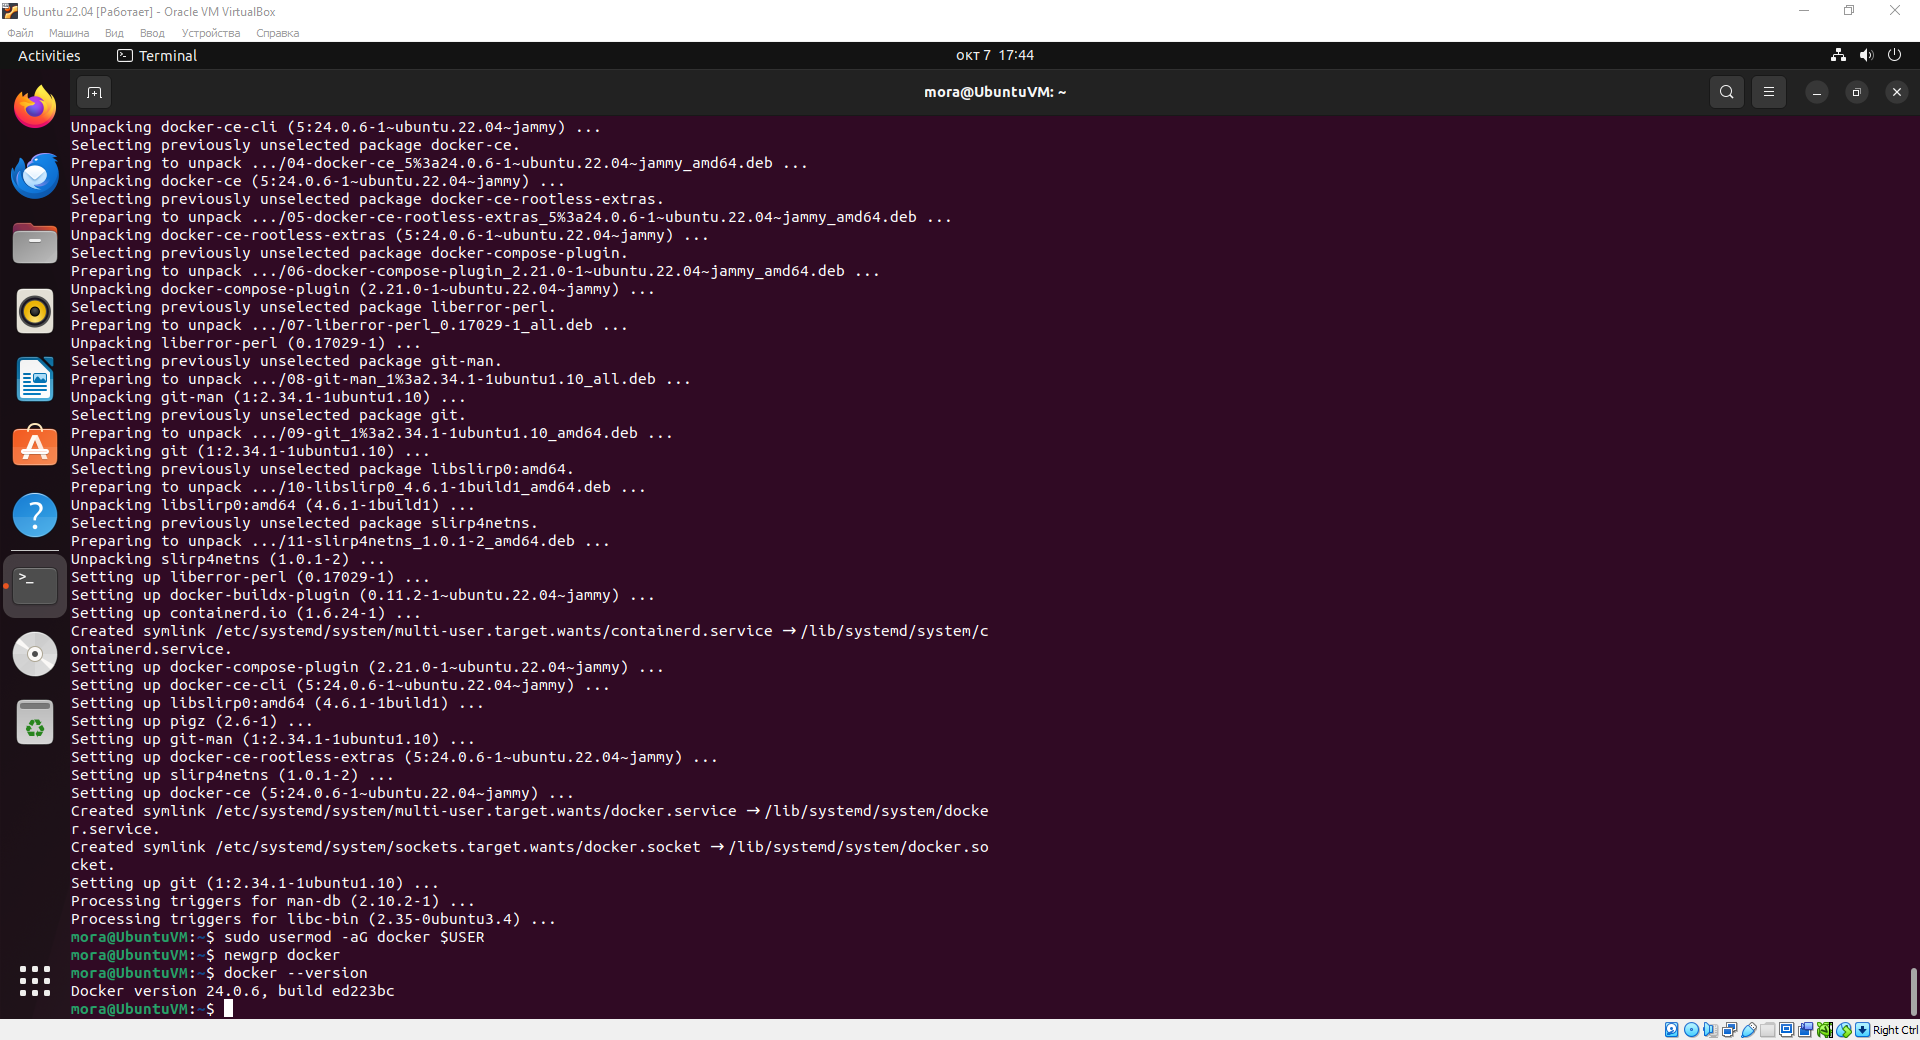 Ubuntu 22.04 [Работает] - Oracle VM VirtualBox
Файл Машина Вид Ввод Устройства Справка
Activities Terminal окт 7 17:44
mora@UbuntuVM: ~
Unpacking docker-ce-cli (5:24.0.6-1~ubuntu.22.04~jammy) ...
Selecting previously unselected package docker-ce.
Preparing to unpack .../04-docker-ce_5%3a24.0.6-1~ubuntu.22.04~jammy_amd64.deb ...
Unpacking docker-ce (5:24.0.6-1~ubuntu.22.04~jammy) ...
Selecting previously unselected package docker-ce-rootless-extras.
Preparing to unpack .../05-docker-ce-rootless-extras_5%3a24.0.6-1~ubuntu.22.04~jammy_amd64.deb ...
Unpacking docker-ce-rootless-extras (5:24.0.6-1~ubuntu.22.04~jammy) ...
Selecting previously unselected package docker-compose-plugin.
Preparing to unpack .../06-docker-compose-plugin_2.21.0-1~ubuntu.22.04~jammy_amd64.deb ...
Unpacking docker-compose-plugin (2.21.0-1~ubuntu.22.04~jammy) ...
Selecting previously unselected package liberror-perl.
Preparing to unpack .../07-liberror-perl_0.17029-1_all.deb ...
Unpacking liberror-perl (0.17029-1) ...
Selecting previously unselected package git-man.
Preparing to unpack .../08-git-man_1%3a2.34.1-1ubuntu1.10_all.deb ...
Unpacking git-man (1:2.34.1-1ubuntu1.10) ...
Selecting previously unselected package git.
Preparing to unpack .../09-git_1%3a2.34.1-1ubuntu1.10_amd64.deb ...
Unpacking git (1:2.34.1-1ubuntu1.10) ...
Selecting previously unselected package libslirp0:amd64.
Preparing to unpack .../10-libslirp0_4.6.1-1build1_amd64.deb ...
Unpacking libslirp0:amd64 (4.6.1-1build1) ...
Selecting previously unselected package slirp4netns.
Preparing to unpack .../11-slirp4netns_1.0.1-2_amd64.deb ...
Unpacking slirp4netns (1.0.1-2) ...
Setting up liberror-perl (0.17029-1) ...
Setting up docker-buildx-plugin (0.11.2-1~ubuntu.22.04~jammy) ...
Setting up containerd.io (1.6.24-1) ...
Created symlink /etc/systemd/system/multi-user.target.wants/containerd.service → /lib/systemd/system/c
ontainerd.service.
Setting up docker-compose-plugin (2.21.0-1~ubuntu.22.04~jammy) ...
Setting up docker-ce-cli (5:24.0.6-1~ubuntu.22.04~jammy) ...
Setting up libslirp0:amd64 (4.6.1-1build1) ...
Setting up pigz (2.6-1) ...
Setting up git-man (1:2.34.1-1ubuntu1.10) ...
Setting up docker-ce-rootless-extras (5:24.0.6-1~ubuntu.22.04~jammy) ...
Setting up slirp4netns (1.0.1-2) ...
Setting up docker-ce (5:24.0.6-1~ubuntu.22.04~jammy) ...
Created symlink /etc/systemd/system/multi-user.target.wants/docker.service → /lib/systemd/system/docke
r.service.
Created symlink /etc/systemd/system/sockets.target.wants/docker.socket → /lib/systemd/system/docker.so
cket.
Setting up git (1:2.34.1-1ubuntu1.10) ...
Processing triggers for man-db (2.10.2-1) ...
Processing triggers for libc-bin (2.35-0ubuntu3.4) ...
mora@UbuntuVM:~$ sudo usermod -aG docker $USER
mora@UbuntuVM:~$ newgrp docker
mora@UbuntuVM:~$ docker --version
Docker version 24.0.6, build ed223bc
mora@UbuntuVM:~$
Right Ctrl